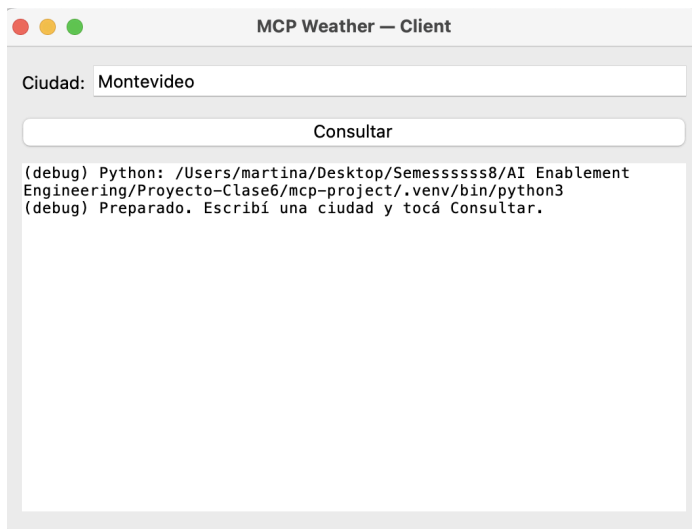 MCP Weather — Client
Ciudad: Montevideo
Consultar
(debug) Python: /Users/martina/Desktop/Semessssss8/AI Enablement
Engineering/Proyecto-Clase6/mcp-project/.venv/bin/python3
(debug) Preparado. Escribí una ciudad y tocá Consultar.